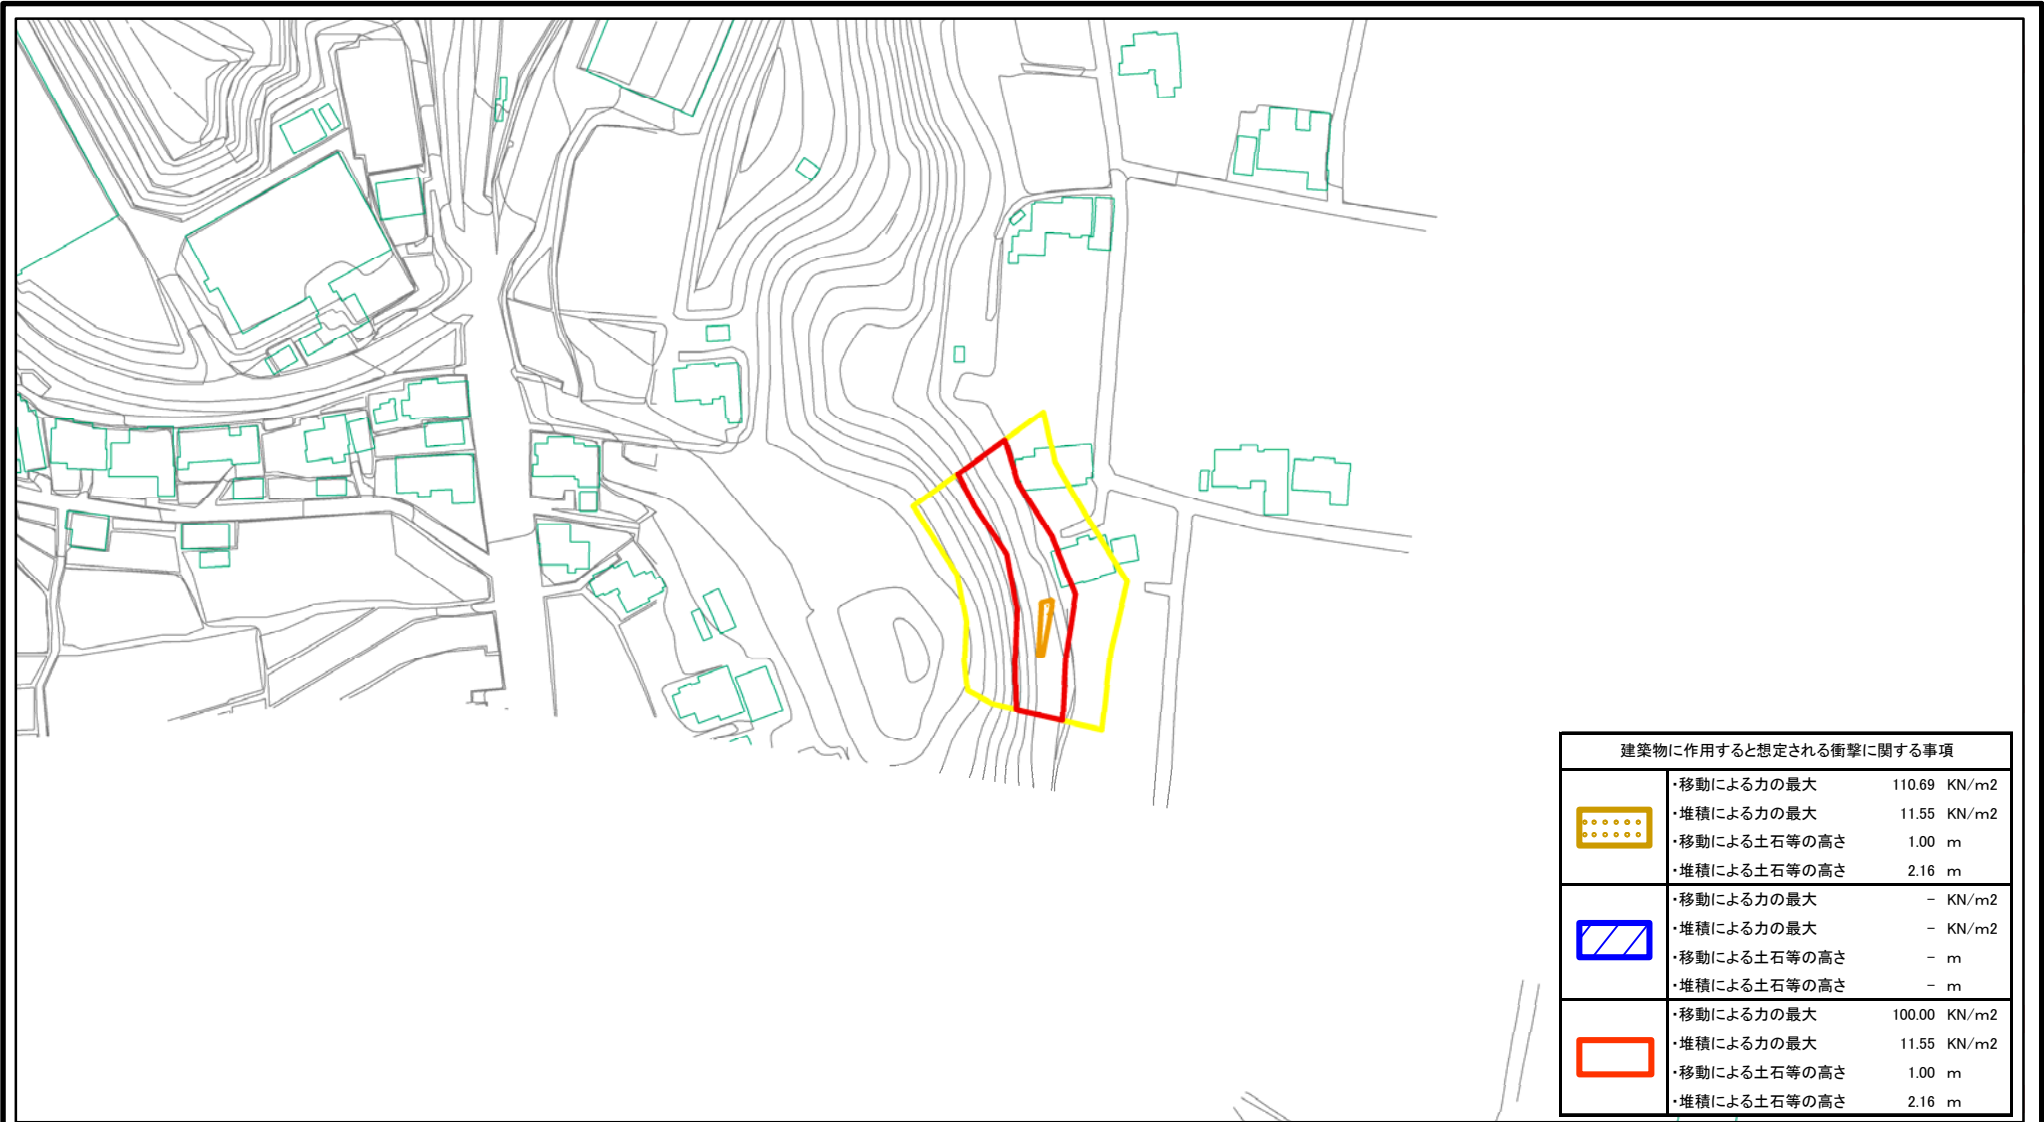 建築物に作用すると想定される衝撃に関する事項
・移動による力の最大 110.69 KN/m2
・堆積による力の最大 11.55 KN/m2
・移動による土石等の高さ 1.00 m
・堆積による土石等の高さ 2.16 m
・移動による力の最大 - KN/m2
・堆積による力の最大 - KN/m2
・移動による土石等の高さ - m
・堆積による土石等の高さ - m
・移動による力の最大 100.00 KN/m2
・堆積による力の最大 11.55 KN/m2
・移動による土石等の高さ 1.00 m
・堆積による土石等の高さ 2.16 m